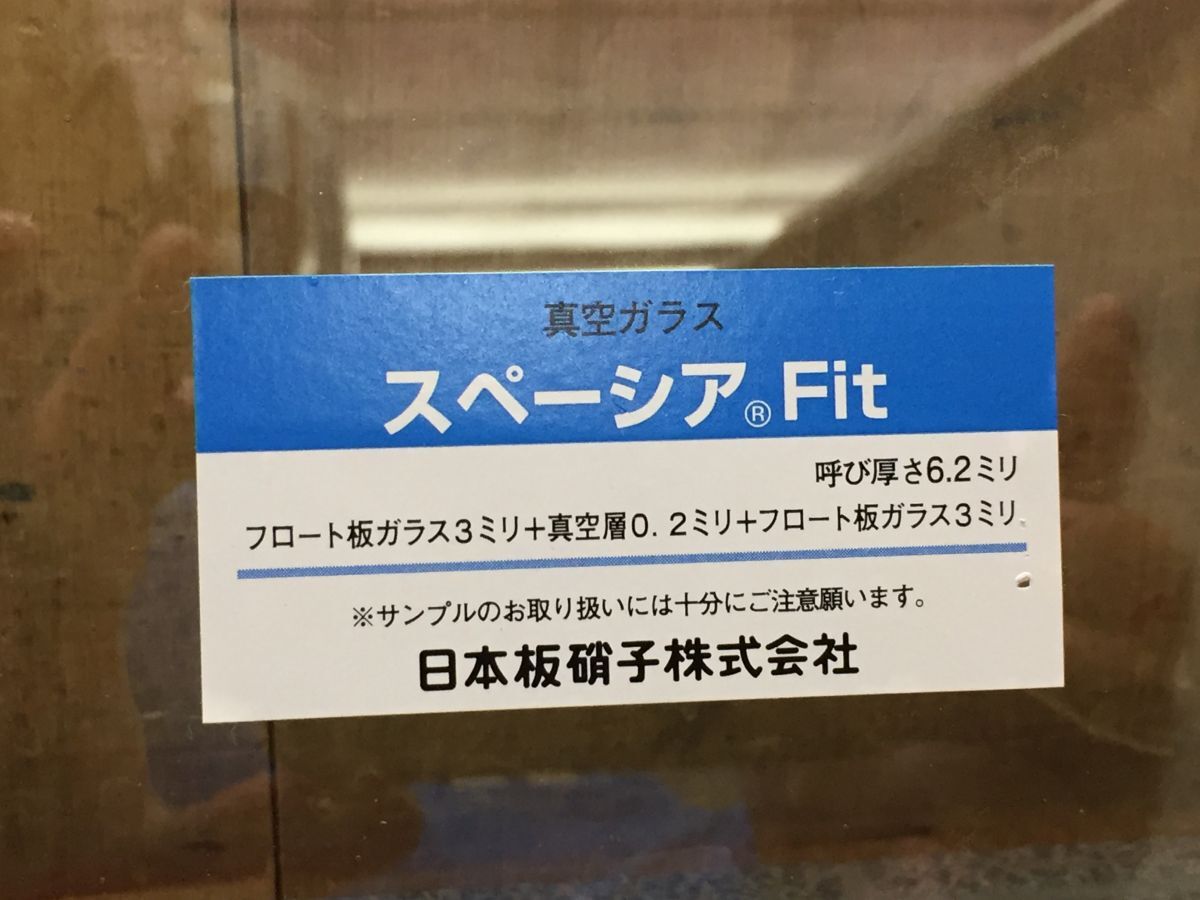 真空ガラス
スペーシア®Fit
呼び厚さ6.2ミリ
フロート板ガラス3ミリ+真空層0.2ミリ+フロート板ガラス3ミリ
※サンプルのお取り扱いには十分にご注意願います。
日本板硝子株式会社